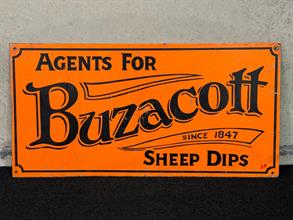 AGENTS FOR
Buzacott
SINCE 1847
SHEEP DIPS